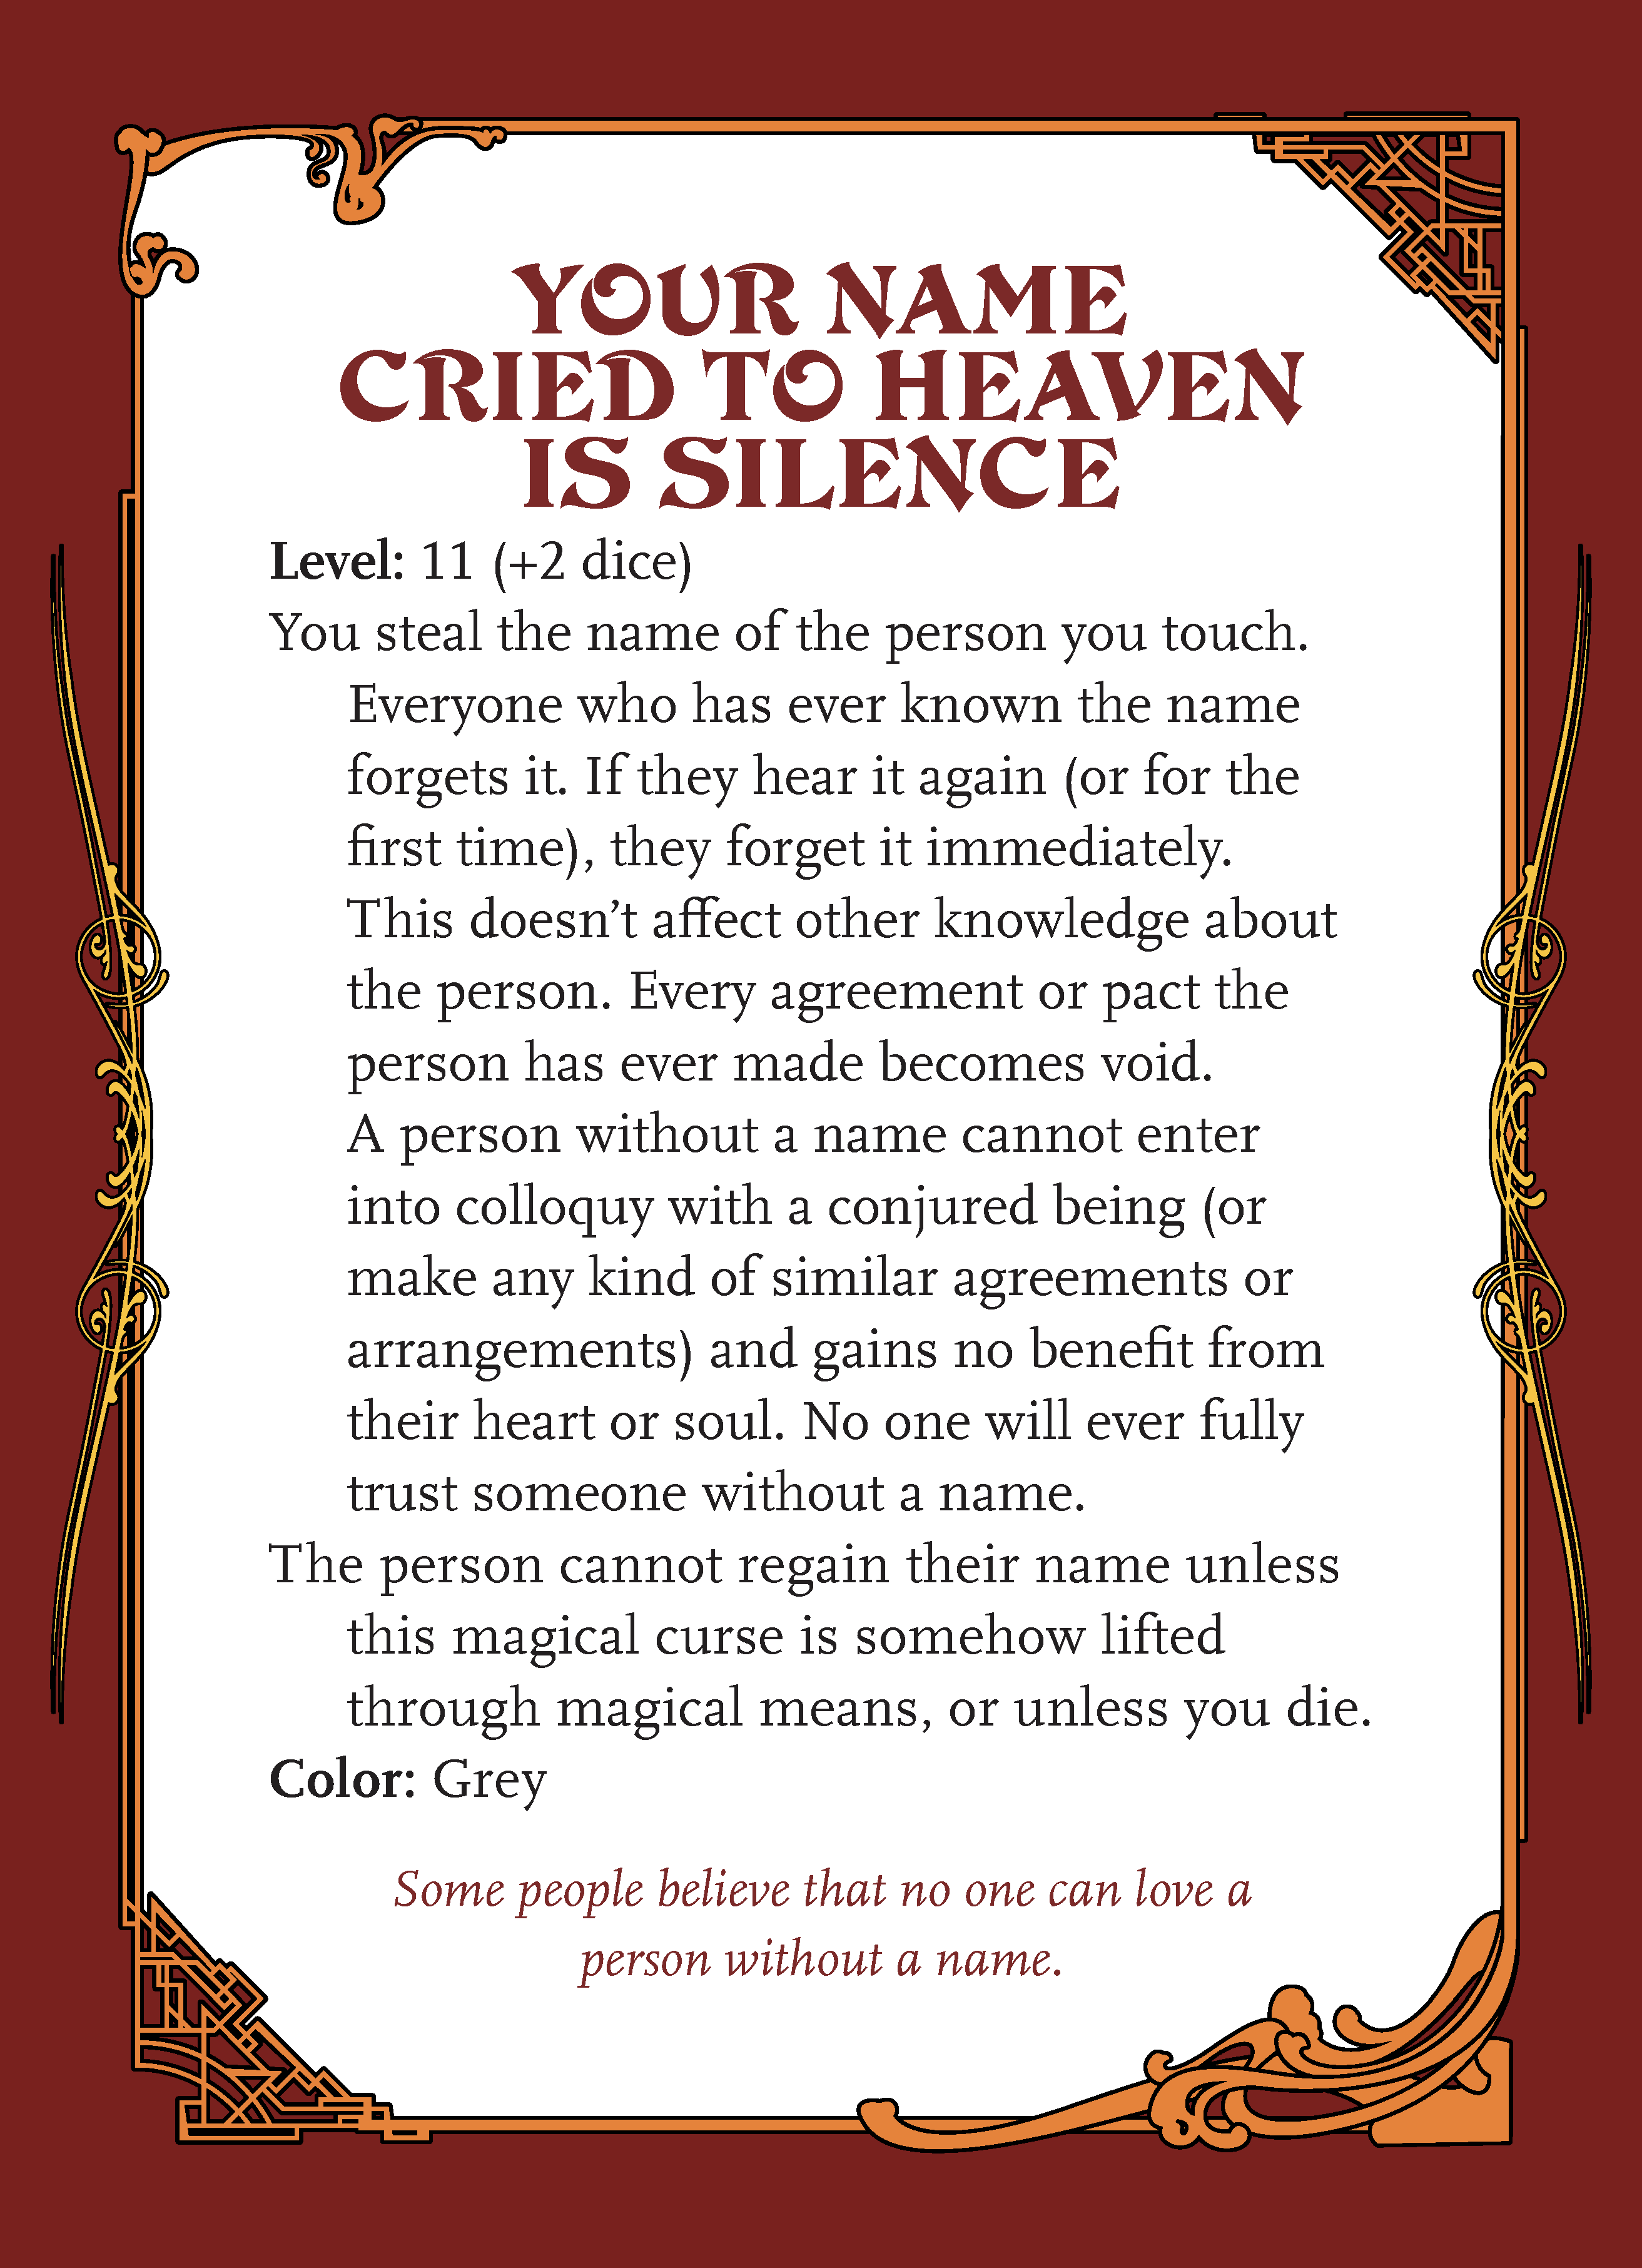 YOUR NAME
CRIED TO HEAVEN
IS SILENCE
Level: 11 (+2 dice)
You steal the name of the person you touch.
Everyone who has ever known the name
forgets it. If they hear it again (or for the
first time), they forget it immediately.
This doesn’t affect other knowledge about
the person. Every agreement or pact the
person has ever made becomes void.
A person without a name cannot enter
into colloquy with a conjured being (or
make any kind of similar agreements or
arrangements) and gains no benefit from
their heart or soul. No one will ever fully
trust someone without a name.
The person cannot regain their name unless
this magical curse is somehow lifted
through magical means, or unless you die.
Color: Grey
Some people believe that no one can love a
person without a name.